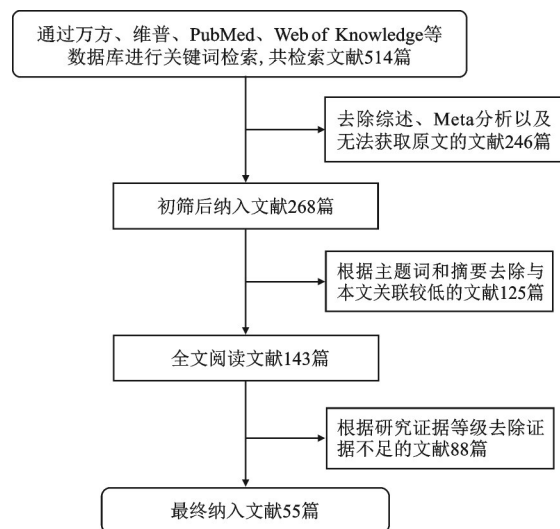 通过万方、维普、PubMed、Web of Knowledge等
数据库进行关键词检索, 共检索文献514篇
去除综述、Meta分析以及
无法获取原文的文献246篇
初筛后纳入文献268篇
根据主题词和摘要去除与
本文关联较低的文献125篇
全文阅读文献143篇
根据研究证据等级去除证
据不足的文献88篇
最终纳入文献55篇